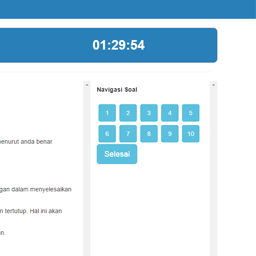 01:29:54
Navigasi Soal
1 2 3 4 5
6 7 8 9 10
Selesai
menurut anda benar
gan dalam menyelesaikan
n tertutup. Hal ini akan
n.